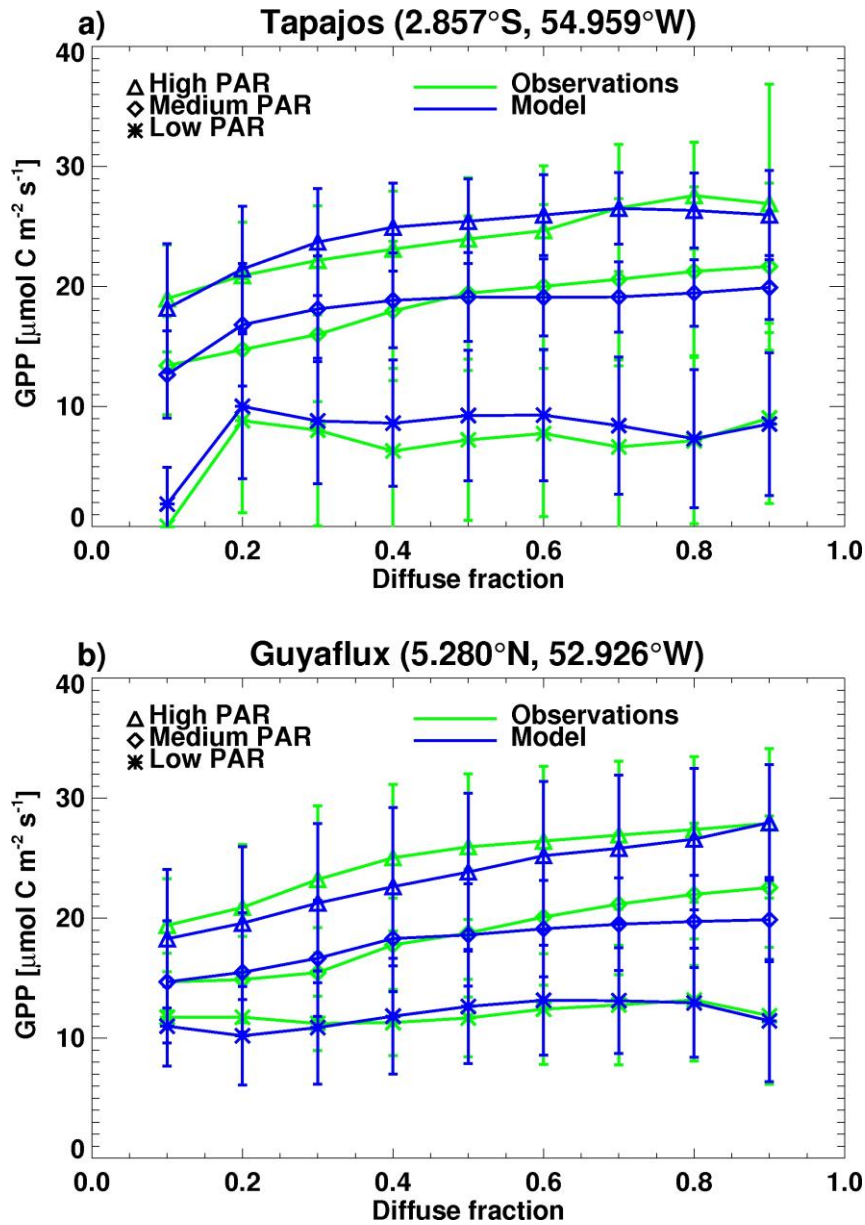 a) Tapajos (2.857°S, 54.959°W)
40
High PAR Observations
Medium PAR Model
Low PAR
30
20
10
0
GPP [μmol C m⁻² s⁻¹]
0.0 0.2 0.4 0.6 0.8 1.0
Diffuse fraction
b) Guyaflux (5.280°N, 52.926°W)
40
High PAR Observations
Medium PAR Model
Low PAR
30
20
10
0
GPP [μmol C m⁻² s⁻¹]
0.0 0.2 0.4 0.6 0.8 1.0
Diffuse fraction